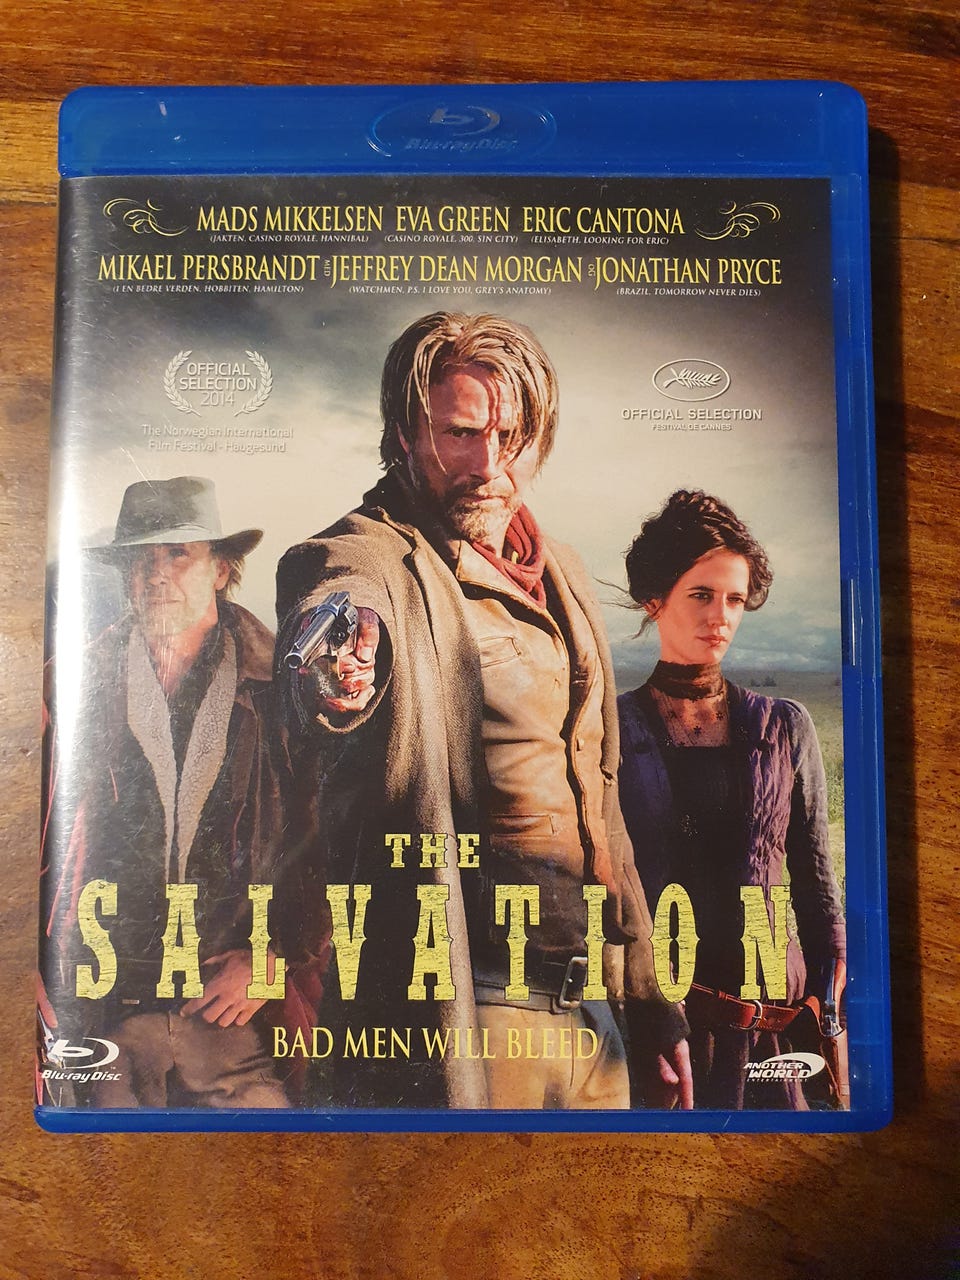 Blu-ray Disc
MADS MIKKELSEN EVA GREEN ERIC CANTONA
(JAKTEN, CASINO ROYALE, HANNIBAL) (CASINO ROYALE, 300, SIN CITY) (ELISABETH, LOOKING FOR ERIC)
MIKAEL PERSBRANDT MED JEFFREY DEAN MORGAN OG JONATHAN PRYCE
(I EN BEDRE VERDEN, HOBBITEN, HAMILTON) (WATCHMEN, P.S. I LOVE YOU, GREY'S ANATOMY) (BRAZIL, TOMORROW NEVER DIES)
OFFICIAL
SELECTION
2014
The Norwegian International
Film Festival - Haugesund
OFFICIAL SELECTION
FESTIVAL DE CANNES
THE
SALVATION
BAD MEN WILL BLEED
Blu-ray Disc
ANOTHER
WORLD
ENTERTAINMENT